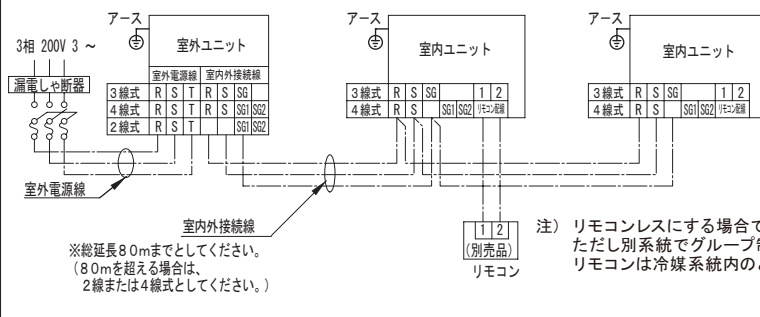 アース
3相 200V 3 ～
漏電しゃ断器
室外ユニット
室外電源線 室内外接続線
3線式 R S T R S SG
4線式 R S T R S SG1 SG2
2線式 R S T SG1 SG2
室外電源線
室内外接続線
※総延長80mまでとしてください。
(80mを超える場合は、
2線または4線式としてください。)
アース
室内ユニット
3線式 R S SG 1 2
4線式 R S SG1 SG2 リモコン配線
1 2
(別売品)
リモコン
アース
室内ユニット
3線式 R S SG 1 2
4線式 R S SG1 SG2 リモコン配線
注) リモコンレスにする場合で
ただし別系統でグループ制
リモコンは冷媒系統内の